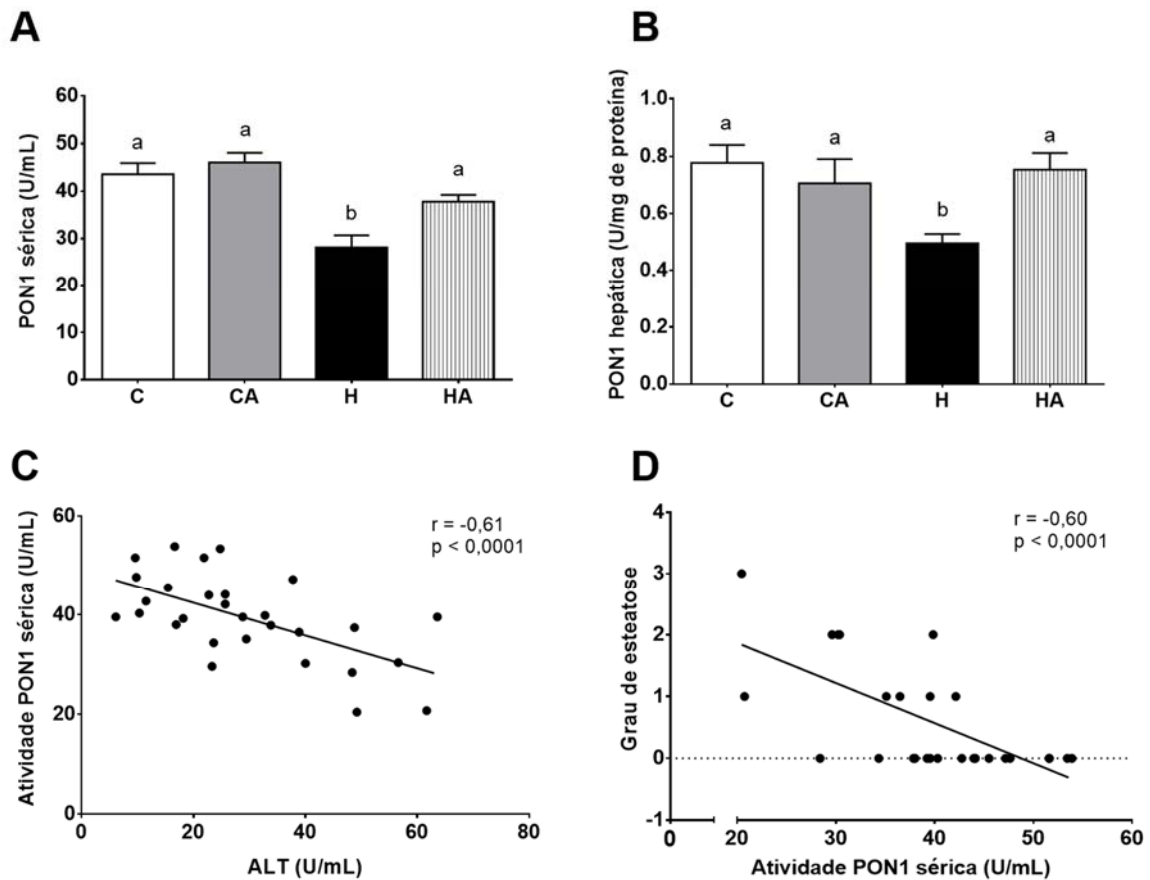 A
PON1 sérica (U/mL)
60
50
40
30
20
10
0
a
a
b
a
C CA H HA
B
PON1 hepática (U/mg de proteína)
1.0
0.8
0.6
0.4
0.2
0.0
a
a
b
a
C CA H HA
C
Atividade PON1 sérica (U/mL)
60
40
20
0
r = -0,61
p < 0,0001
0 20 40 60 80
ALT (U/mL)
D
Grau de esteatose
4
3
2
1
0
-1
r = -0,60
p < 0,0001
0 20 30 40 50 60
Atividade PON1 sérica (U/mL)